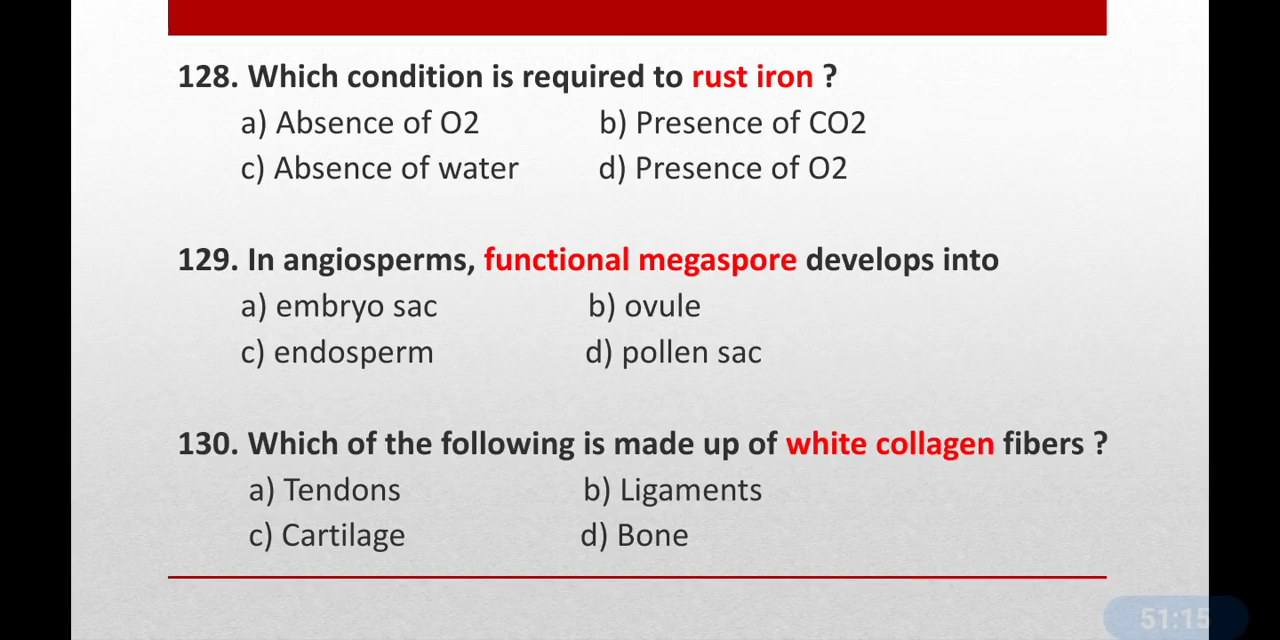 128. Which condition is required to rust iron ?
a) Absence of O2 b) Presence of CO2
c) Absence of water d) Presence of O2
129. In angiosperms, functional megaspore develops into
a) embryo sac b) ovule
c) endosperm d) pollen sac
130. Which of the following is made up of white collagen fibers ?
a) Tendons b) Ligaments
c) Cartilage d) Bone
51:15